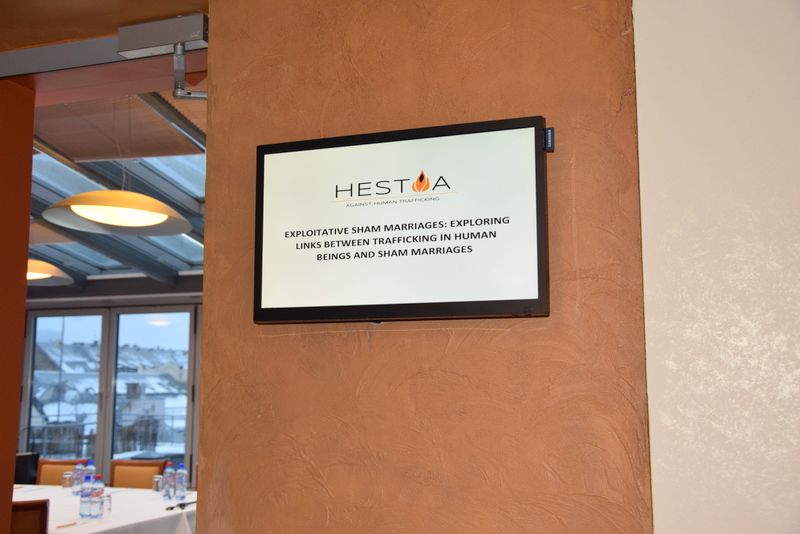 HESTIA
AGAINST HUMAN TRAFFICKING
EXPLOITATIVE SHAM MARRIAGES: EXPLORING
LINKS BETWEEN TRAFFICKING IN HUMAN
BEINGS AND SHAM MARRIAGES